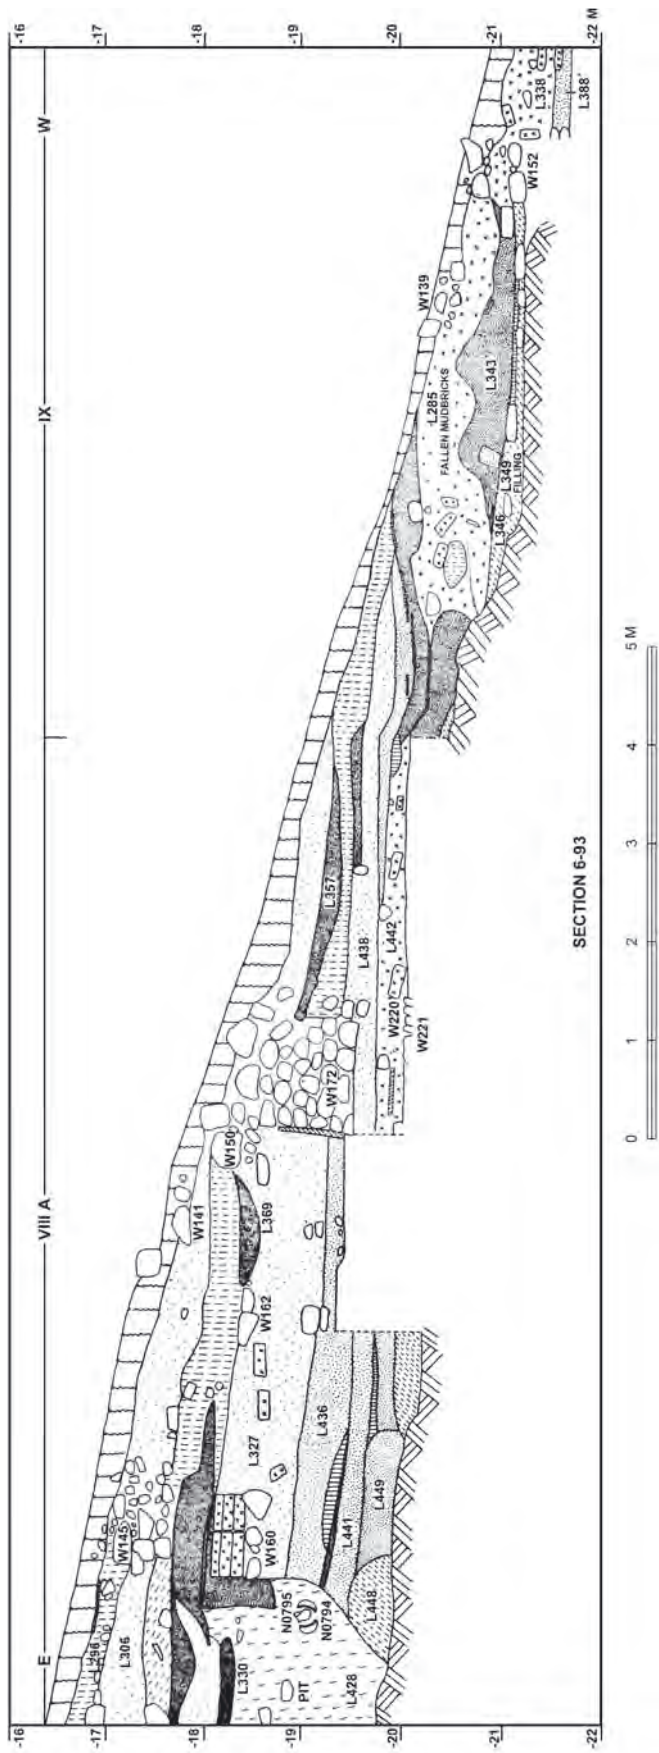 -16
-17
-18
-19
-20
-21
-22 M
E
VIII A
IX
W
L296
L306
W145
W141
W150
L369
W162
L327
W160
L330
PIT
L428
N0795
N0794
L436
L441
L448
L449
W172
L357
L438
L442
W220
W221
W139
L285
FALLEN MUDBRICKS
L343
L346
L349
FILLING
W152
L338
L388'
-16
-17
-18
-19
-20
-21
-22
SECTION 6-93
0
1
2
3
4
5 M